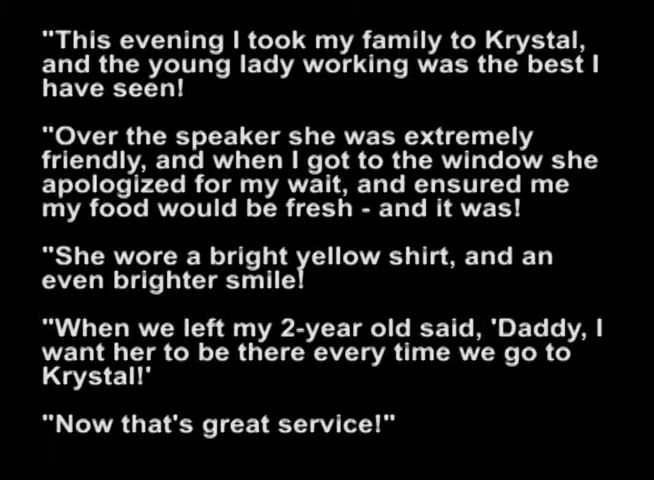 "This evening I took my family to Krystal,
and the young lady working was the best I
have seen!
"Over the speaker she was extremely
friendly, and when I got to the window she
apologized for my wait, and ensured me
my food would be fresh - and it was!
"She wore a bright yellow shirt, and an
even brighter smile!
"When we left my 2-year old said, 'Daddy, I
want her to be there every time we go to
Krystal!'
"Now that's great service!"